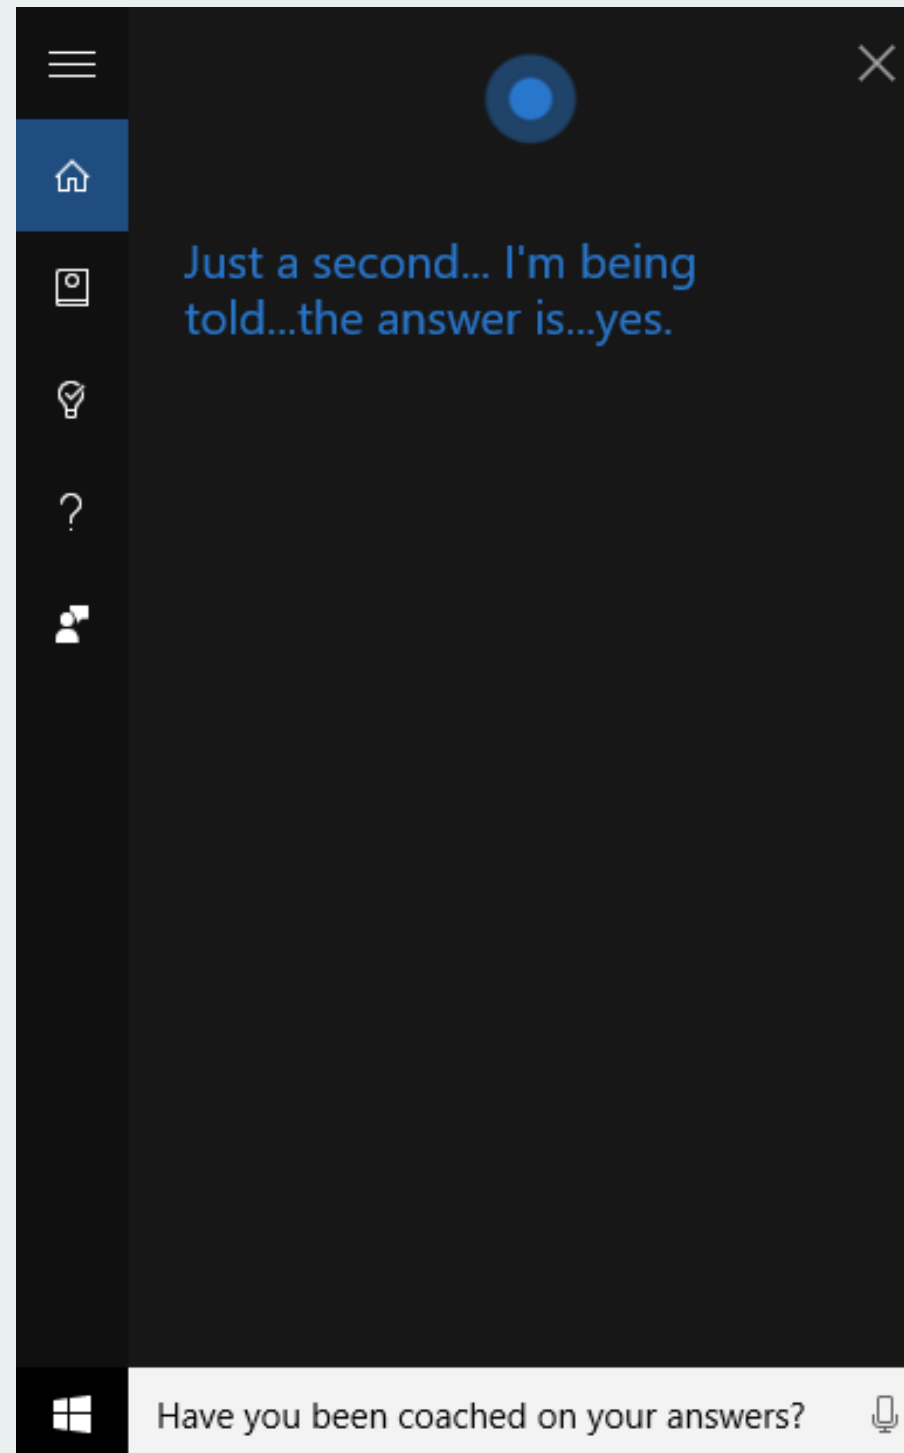 Just a second... I'm being
told...the answer is...yes.
Have you been coached on your answers?